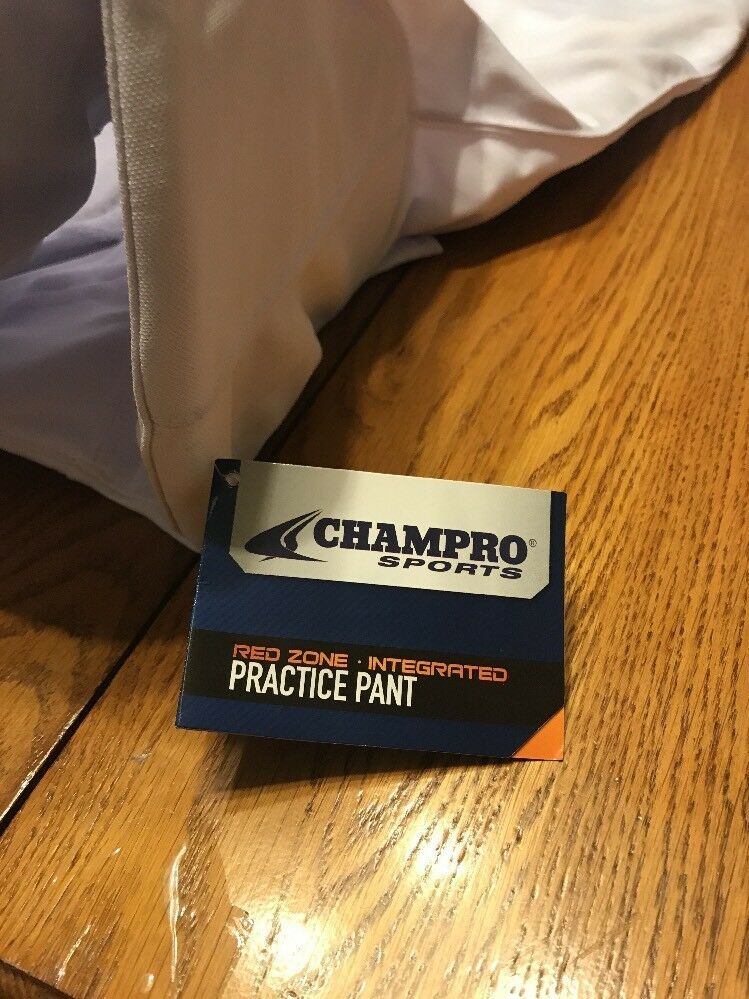 CHAMPRO®
SPORTS
RED ZONE · INTEGRATED
PRACTICE PANT